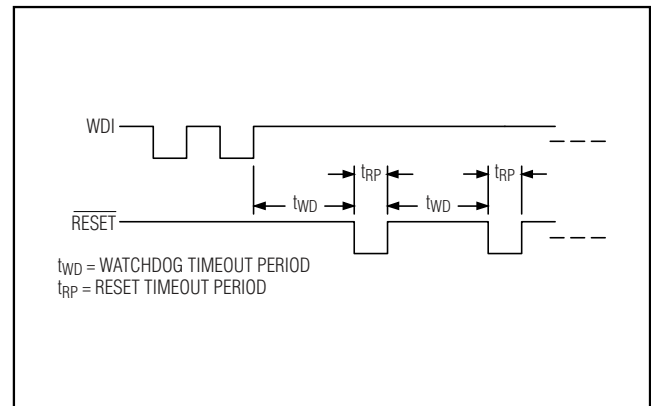 WDI
tRP tRP
tWD tWD
RESET
tWD = WATCHDOG TIMEOUT PERIOD
tRP = RESET TIMEOUT PERIOD